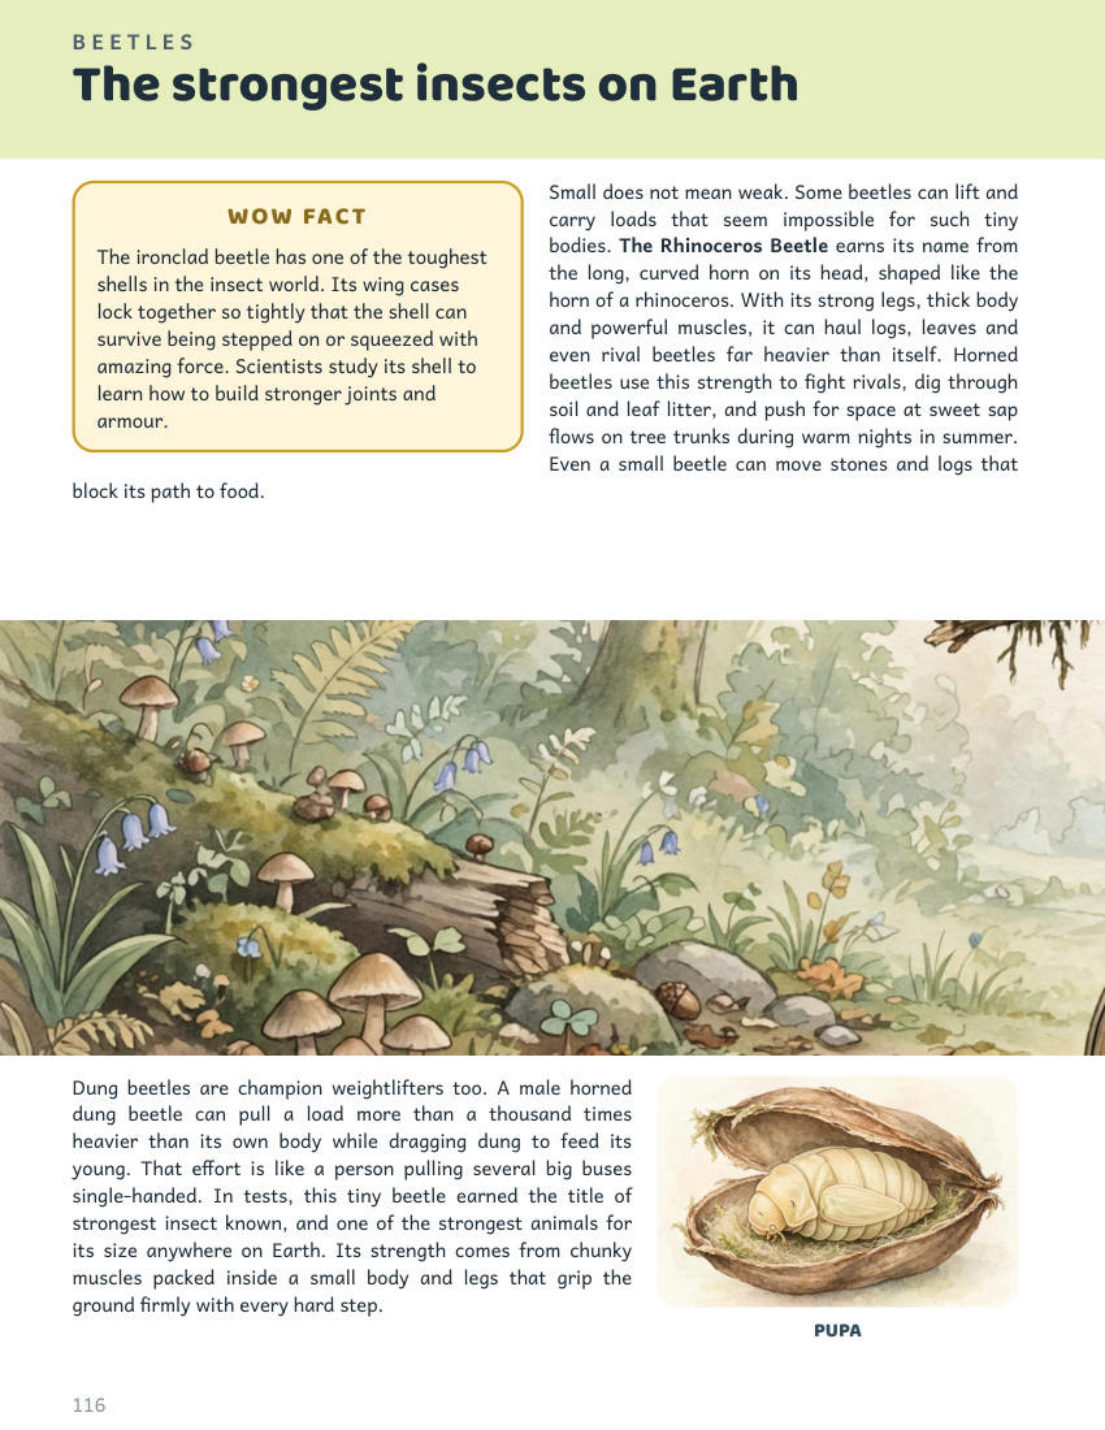 BEETLES
The strongest insects on Earth
WOW FACT
The ironclad beetle has one of the toughest
shells in the insect world. Its wing cases
lock together so tightly that the shell can
survive being stepped on or squeezed with
amazing force. Scientists study its shell to
learn how to build stronger joints and
armour.
Small does not mean weak. Some beetles can lift and
carry loads that seem impossible for such tiny
bodies. The Rhinoceros Beetle earns its name from
the long, curved horn on its head, shaped like the
horn of a rhinoceros. With its strong legs, thick body
and powerful muscles, it can haul logs, leaves and
even rival beetles far heavier than itself. Horned
beetles use this strength to fight rivals, dig through
soil and leaf litter, and push for space at sweet sap
flows on tree trunks during warm nights in summer.
Even a small beetle can move stones and logs that
block its path to food.
Dung beetles are champion weightlifters too. A male horned
dung beetle can pull a load more than a thousand times
heavier than its own body while dragging dung to feed its
young. That effort is like a person pulling several big buses
single-handed. In tests, this tiny beetle earned the title of
strongest insect known, and one of the strongest animals for
its size anywhere on Earth. Its strength comes from chunky
muscles packed inside a small body and legs that grip the
ground firmly with every hard step.
PUPA
116